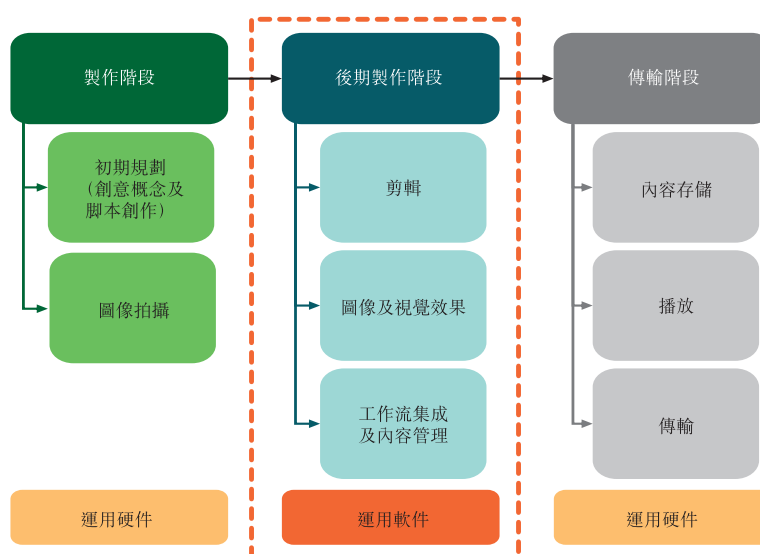 製作階段
後期製作階段
傳輸階段
初期規劃
(創意概念及
脚本創作)
剪輯
內容存儲
圖像拍攝
圖像及視覺效果
播放
工作流集成
及內容管理
傳輸
運用硬件
運用軟件
運用硬件